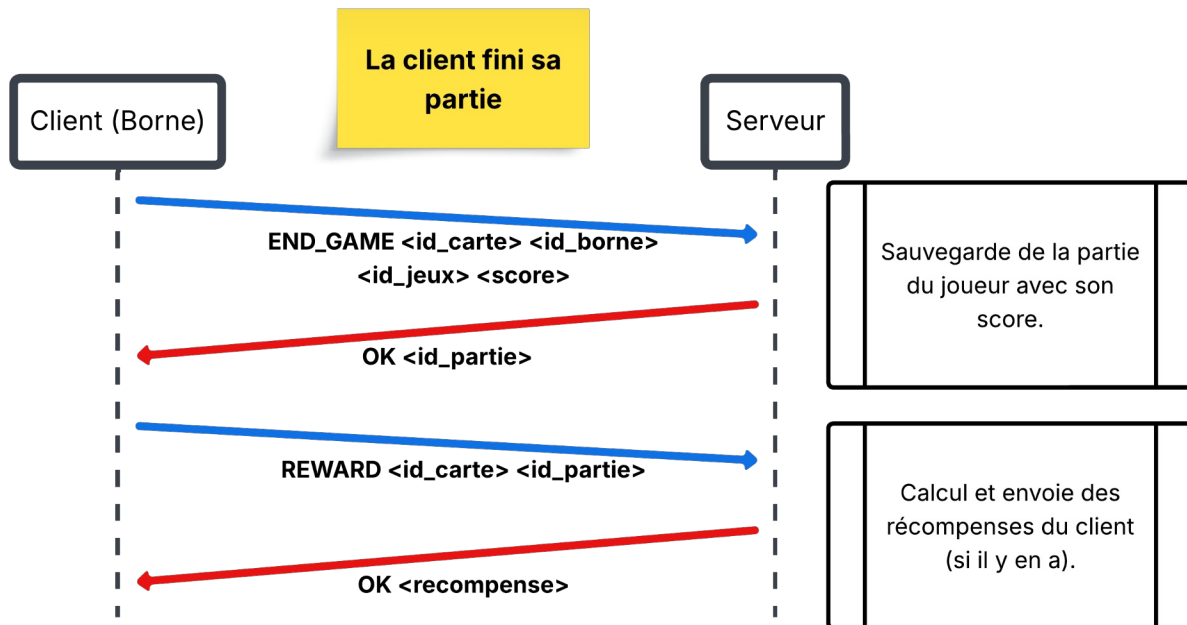 La client fini sa
partie
Client (Borne)
Serveur
END_GAME <id_carte> <id_borne>
<id_jeux> <score>
Sauvegarde de la partie
du joueur avec son
score.
OK <id_partie>
REWARD <id_carte> <id_partie>
Calcul et envoie des
récompenses du client
(si il y en a).
OK <recompense>